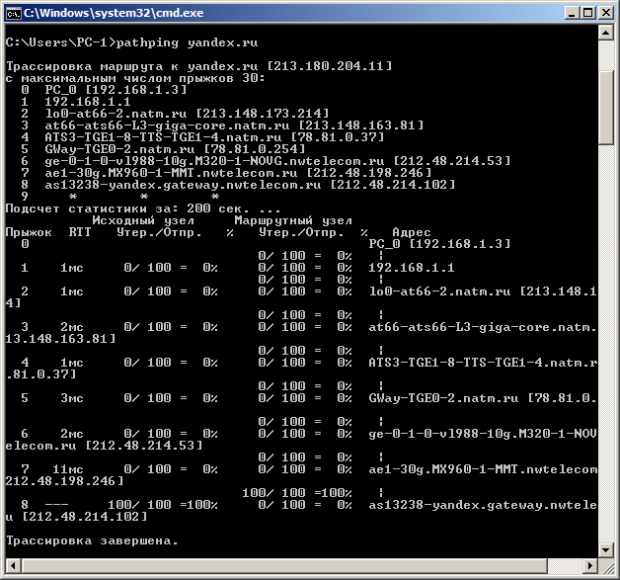 C:\Windows\system32\cmd.exe
C:\Users\PC-1>pathping yandex.ru
Трассировка маршрута к yandex.ru [213.180.204.11]
с максимальным числом прыжков 30:
0 PC_0 [192.168.1.3]
1 192.168.1.1
2 lo0-at66-2.natm.ru [213.148.173.214]
3 at66-ats66-L3-giga-core.natm.ru [213.148.163.81]
4 ATS3-TGE1-8-TTS-TGE1-4.natm.ru [78.81.0.37]
5 GWay-TGE0-2.natm.ru [78.81.0.254]
6 ge-0-1-0-vl988-10g.M320-1-NOVG.nwtelecom.ru [212.48.214.53]
7 ae1-30g.MX960-1-MMT.nwtelecom.ru [212.48.198.246]
8 as13238-yandex.gateway.nwtelecom.ru [212.48.214.102]
9 * * *
Подсчет статистики за: 200 сек. ...
Исходный узел Маршрутный узел
Прыжок RTT Утер./Отпр. % Утер./Отпр. % Адрес
0 PC_0 [192.168.1.3]
0/ 100 = 0% ¦
1 1мс 0/ 100 = 0% 0/ 100 = 0% 192.168.1.1
0/ 100 = 0% ¦
2 1мс 0/ 100 = 0% 0/ 100 = 0% lo0-at66-2.natm.ru [213.148.1
4]
0/ 100 = 0% ¦
3 2мс 0/ 100 = 0% 0/ 100 = 0% at66-ats66-L3-giga-core.natm.
13.148.163.81]
0/ 100 = 0% ¦
4 1мс 0/ 100 = 0% 0/ 100 = 0% ATS3-TGE1-8-TTS-TGE1-4.natm.r
.81.0.37]
0/ 100 = 0% ¦
5 3мс 0/ 100 = 0% 0/ 100 = 0% GWay-TGE0-2.natm.ru [78.81.0.
0/ 100 = 0% ¦
6 2мс 0/ 100 = 0% 0/ 100 = 0% ge-0-1-0-vl988-10g.M320-1-NOV
elecom.ru [212.48.214.53]
0/ 100 = 0% ¦
7 11мс 0/ 100 = 0% 0/ 100 = 0% ae1-30g.MX960-1-MMT.nwtelecom
212.48.198.246]
100/ 100 =100% ¦
8 --- 100/ 100 =100% 0/ 100 = 0% as13238-yandex.gateway.nwtele
u [212.48.214.102]
Трассировка завершена.